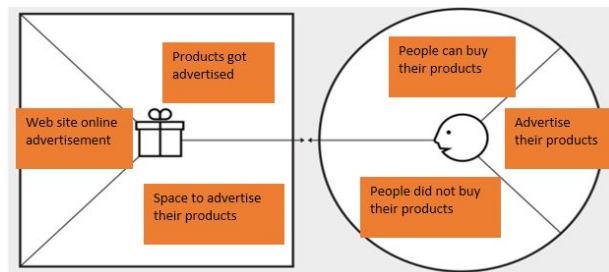 Products got
advertised
Web site online
advertisement
Space to advertise
their products
People can buy
their products
Advertise
their products
People did not buy
their products